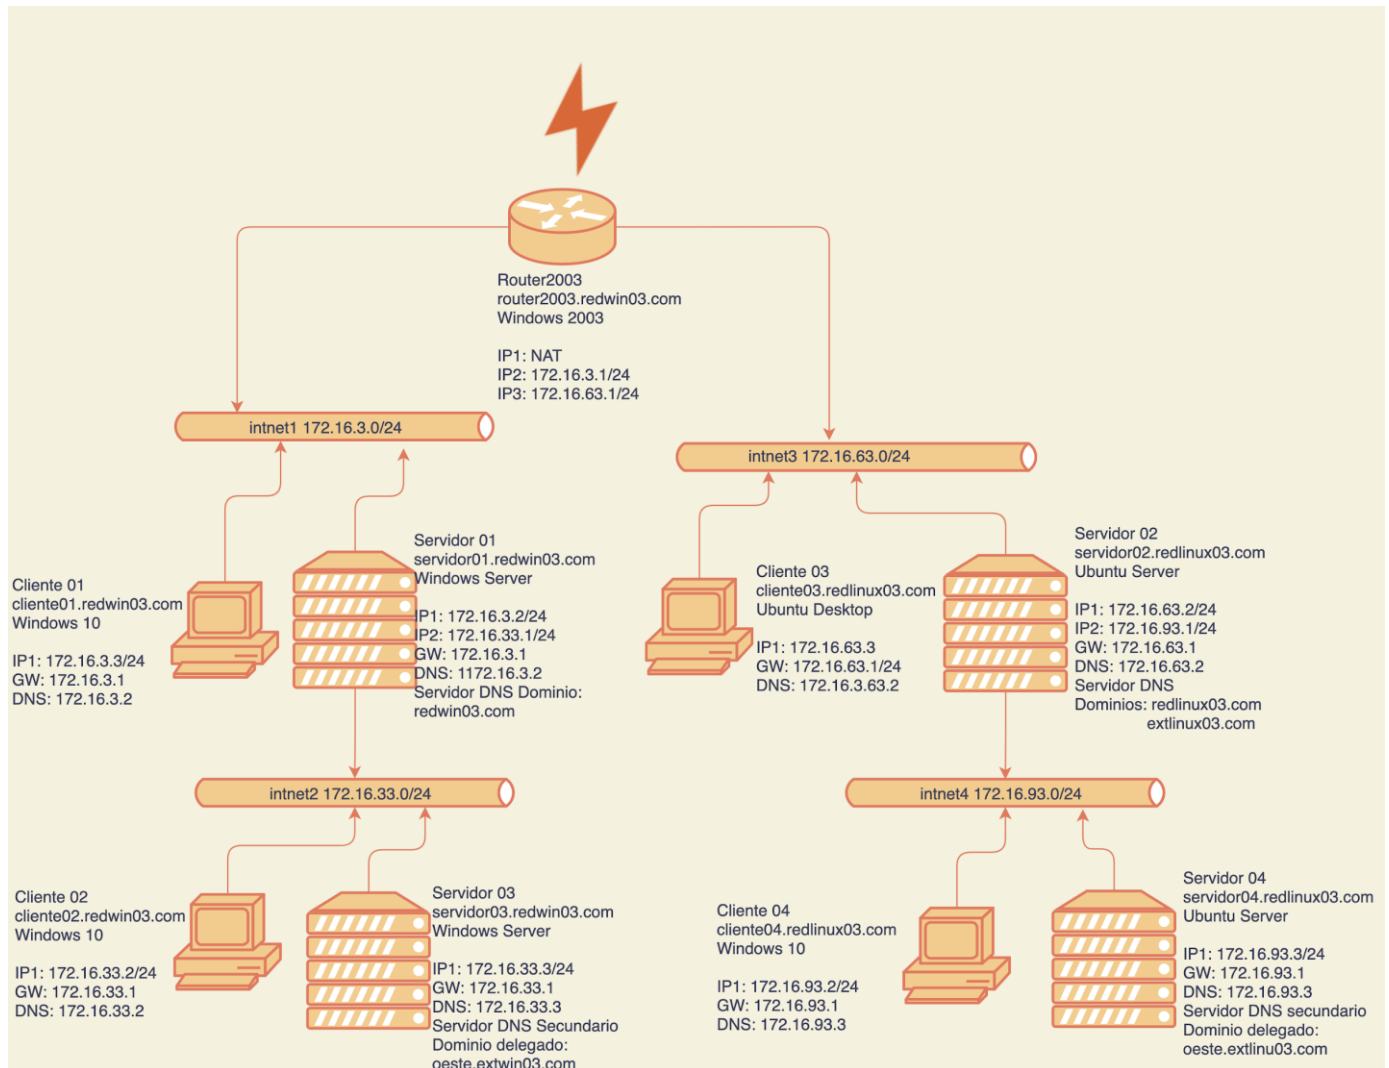 Router2003
router2003.redwin03.com
Windows 2003
IP1: NAT
IP2: 172.16.3.1/24
IP3: 172.16.63.1/24
intnet1 172.16.3.0/24
intnet3 172.16.63.0/24
Cliente 01
cliente01.redwin03.com
Windows 10
IP1: 172.16.3.3/24
GW: 172.16.3.1
DNS: 172.16.3.2
Servidor 01
servidor01.redwin03.com
Windows Server
IP1: 172.16.3.2/24
IP2: 172.16.33.1/24
GW: 172.16.3.1
DNS: 1172.16.3.2
Servidor DNS Dominio:
redwin03.com
Cliente 03
cliente03.redlinux03.com
Ubuntu Desktop
IP1: 172.16.63.3
GW: 172.16.63.1/24
DNS: 172.16.3.63.2
Servidor 02
servidor02.redlinux03.com
Ubuntu Server
IP1: 172.16.63.2/24
IP2: 172.16.93.1/24
GW: 172.16.63.1
DNS: 172.16.63.2
Servidor DNS
Dominios: redlinux03.com
extlinux03.com
intnet2 172.16.33.0/24
intnet4 172.16.93.0/24
Cliente 02
cliente02.redwin03.com
Windows 10
IP1: 172.16.33.2/24
GW: 172.16.33.1
DNS: 172.16.33.2
Servidor 03
servidor03.redwin03.com
Windows Server
IP1: 172.16.33.3/24
GW: 172.16.33.1
DNS: 172.16.33.3
Servidor DNS Secundario
Dominio delegado:
oeste.extwin03.com
Cliente 04
cliente04.redlinux03.com
Windows 10
IP1: 172.16.93.2/24
GW: 172.16.93.1
DNS: 172.16.93.3
Servidor 04
servidor04.redlinux03.com
Ubuntu Server
IP1: 172.16.93.3/24
GW: 172.16.93.1
DNS: 172.16.93.3
Servidor DNS secundario
Dominio delegado:
oeste.extlinu03.com